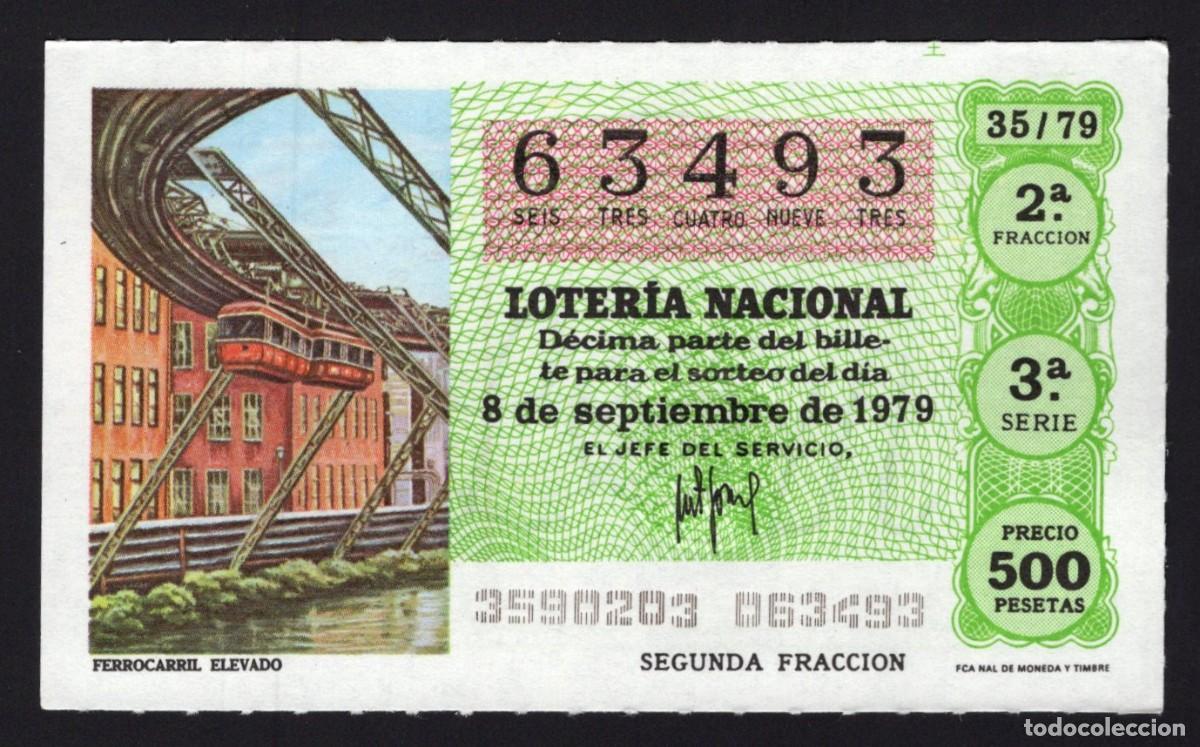 35/79
63493
SEIS TRES CUATRO NUEVE TRES
2ª.
FRACCION
LOTERÍA NACIONAL
Décima parte del bille-
te para el sorteo del día
8 de septiembre de 1979
EL JEFE DEL SERVICIO,
3ª.
SERIE
PRECIO
500
PESETAS
3590203 063493
FERROCARRIL ELEVADO
SEGUNDA FRACCION
FCA NAL DE MONEDA Y TIMBRE
todocoleccion